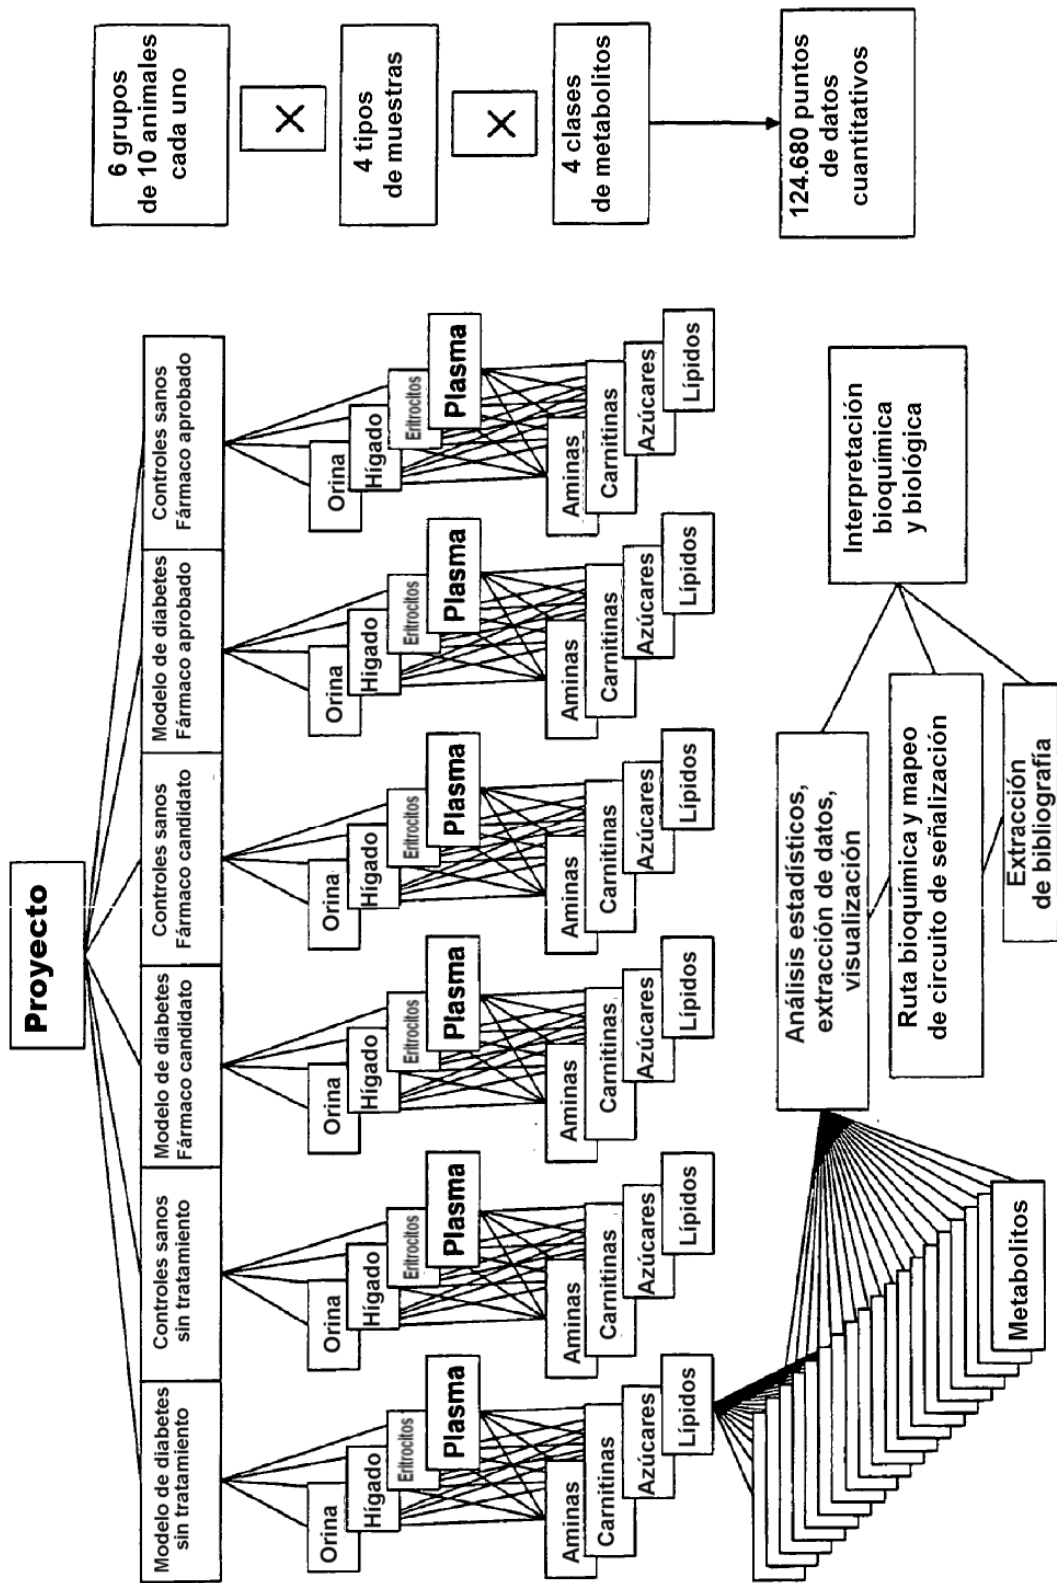 Proyecto
Modelo de diabetes
sin tratamiento
Controles sanos
sin tratamiento
Modelo de diabetes
Fármaco candidato
Controles sanos
Fármaco candidato
Modelo de diabetes
Fármaco aprobado
Controles sanos
Fármaco aprobado
Orina
Hígado
Eritrocitos
Plasma
Orina
Hígado
Eritrocitos
Plasma
Orina
Hígado
Eritrocitos
Plasma
Orina
Hígado
Eritrocitos
Plasma
Orina
Hígado
Eritrocitos
Plasma
Orina
Hígado
Eritrocitos
Plasma
Aminas
Carnitinas
Azúcares
Lípidos
Aminas
Carnitinas
Azúcares
Lípidos
Aminas
Carnitinas
Azúcares
Lípidos
Aminas
Carnitinas
Azúcares
Lípidos
Aminas
Carnitinas
Azúcares
Lípidos
Aminas
Carnitinas
Azúcares
Lípidos
Metabolitos
Análisis estadísticos,
extracción de datos,
visualización
Ruta bioquímica y mapeo
de circuito de señalización
Extracción
de bibliografía
Interpretación
bioquímica
y biológica
6 grupos
de 10 animales
cada uno
X
4 tipos
de muestras
X
4 clases
de metabolitos
124.680 puntos
de datos
cuantitativos